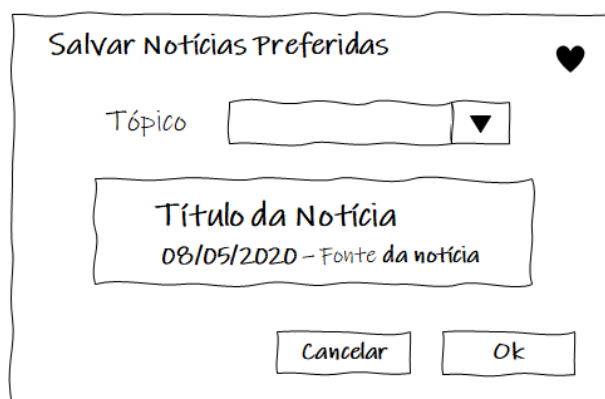 Salvar Notícias Preferidas
Tópico
Título da Notícia
08/05/2020 – Fonte da notícia
Cancelar
Ok